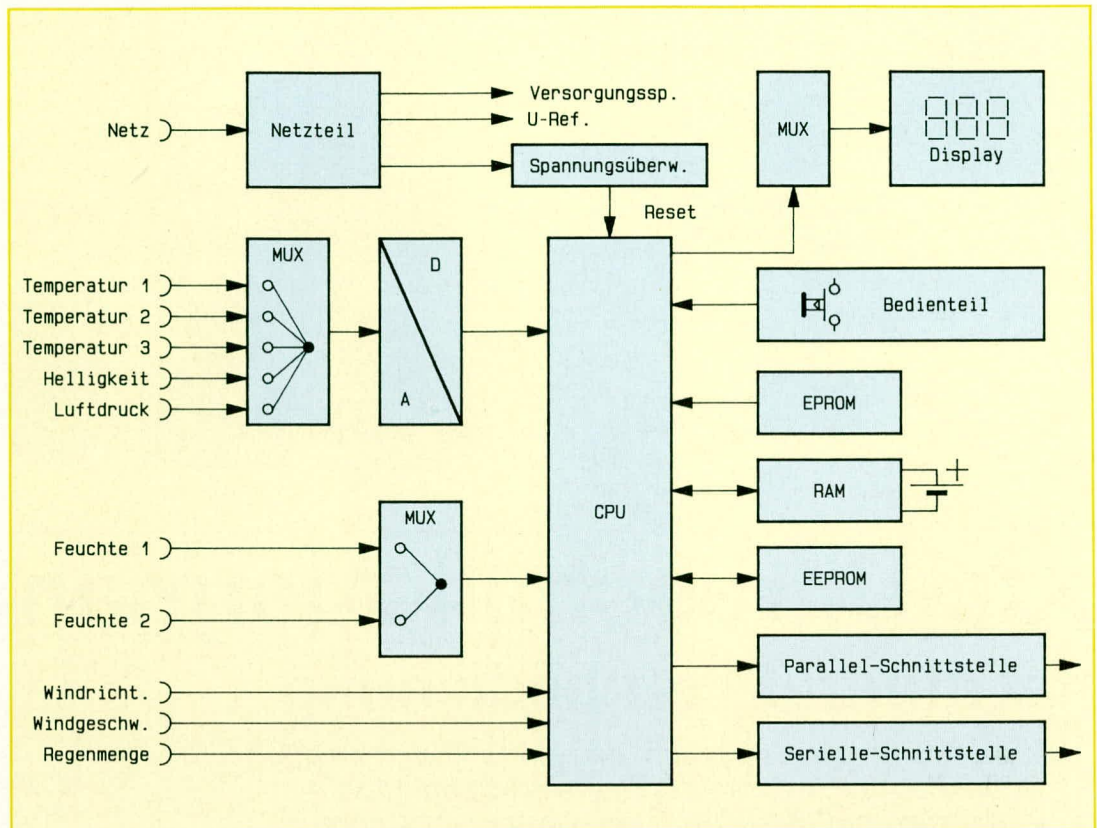 Netz
Netzteil
Versorgungssp.
U-Ref.
Spannungsüberw.
Reset
MUX
Display
MUX
Temperatur 1
Temperatur 2
Temperatur 3
Helligkeit
Luftdruck
D
A
CPU
Bedienteil
EPROM
RAM
+
EEPROM
MUX
Feuchte 1
Feuchte 2
Windricht.
Windgeschw.
Regenmenge
Parallel-Schnittstelle
Serielle-Schnittstelle